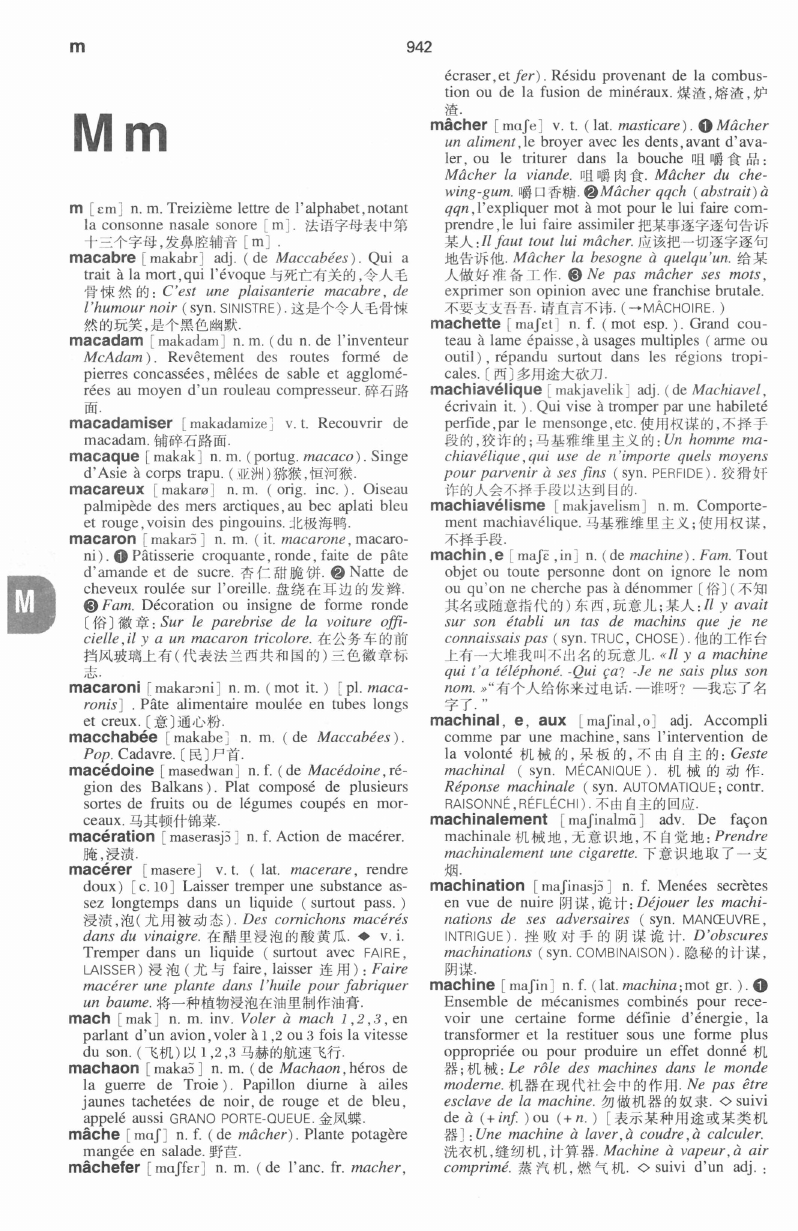 m
942
M m
m [ɛm] n. m. Treizième lettre de l'alphabet,notant
la consonne nasale sonore [m]. 法语字母表中第
十三个字母,发鼻腔辅音 [m] .
macabre [makabr] adj. (de Maccabées). Qui a
trait à la mort,qui l'évoque 与死亡有关的,令人毛
骨悚然的: C'est une plaisanterie macabre, de
l'humour noir (syn. SINISTRE). 这是个令人毛骨悚
然的玩笑,是个黑色幽默.
macadam [makadam] n. m. (du n. de l'inventeur
McAdam). Revêtement des routes formé de
pierres concassées,mêlées de sable et agglomé-
rées au moyen d'un rouleau compresseur. 碎石路
面.
macadamiser [makadamize] v. t. Recouvrir de
macadam. 铺碎石路面.
macaque [makak] n. m. (portug. macaco). Singe
d'Asie à corps trapu. (亚洲)猕猴,恒河猴.
macareux [makarø] n. m. (orig. inc.). Oiseau
palmipède des mers arctiques,au bec aplati bleu
et rouge,voisin des pingouins. 北极海鸭.
macaron [makarɔ̃] n. m. (it. macarone, macaro-
ni). ❶ Pâtisserie croquante, ronde, faite de pâte
d'amande et de sucre. 杏仁甜脆饼. ❷ Natte de
cheveux roulée sur l'oreille. 盘绕在耳边的发辫.
❸ Fam. Décoration ou insigne de forme ronde
〔俗〕徽章: Sur le parebrise de la voiture offi-
cielle,il y a un macaron tricolore. 在公务车的前
挡风玻璃上有(代表法兰西共和国的)三色徽章标
志.
macaroni [makarɔni] n. m. (mot it.) [pl. maca-
ronis] . Pâte alimentaire moulée en tubes longs
et creux. 〔意〕通心粉.
macchabée [makabe] n. m. (de Maccabées).
Pop. Cadavre. 〔民〕尸首.
macédoine [masedwan] n. f. (de Macédoine,ré-
gion des Balkans). Plat composé de plusieurs
sortes de fruits ou de légumes coupés en mor-
ceaux. 马其顿什锦菜.
macération [maserasjɔ̃] n. f. Action de macérer.
腌,浸渍.
macérer [masere] v. t. (lat. macerare, rendre
doux) [c. 10] Laisser tremper une substance as-
sez longtemps dans un liquide (surtout pass.)
浸渍,泡(尤用被动态). Des cornichons macérés
dans du vinaigre. 在醋里浸泡的酸黄瓜. ◆ v. i.
Tremper dans un liquide (surtout avec FAIRE,
LAISSER) 浸泡(尤与 faire, laisser 连用): Faire
macérer une plante dans l'huile pour fabriquer
un baume. 将一种植物浸泡在油里制作油膏.
mach [mak] n. m. inv. Voler à mach 1,2,3, en
parlant d'un avion,voler à 1,2 ou 3 fois la vitesse
du son. (飞机)以 1,2,3 马赫的航速飞行.
machaon [makaɔ̃] n. m. (de Machaon,héros de
la guerre de Troie). Papillon diurne à ailes
jaunes tachetées de noir, de rouge et de bleu,
appelé aussi GRANO PORTE-QUEUE. 金凤蝶.
mâche [maʃ] n. f. (de mâcher). Plante potagère
mangée en salade. 野苣.
mâchefer [maʃfɛr] n. m. (de l'anc. fr. macher,
écraser,et fer). Résidu provenant de la combus-
tion ou de la fusion de minéraux. 煤渣,熔渣,炉
渣.
mâcher [mɑʃe] v. t. (lat. masticare). ❶ Mâcher
un aliment,le broyer avec les dents,avant d'ava-
ler, ou le triturer dans la bouche 咀嚼食品:
Mâcher la viande. 咀嚼肉食. Mâcher du che-
wing-gum. 嚼口香糖. ❷ Mâcher qqch (abstrait) à
qqn,l'expliquer mot à mot pour le lui faire com-
prendre,le lui faire assimiler 把某事逐字逐句告诉
某人: Il faut tout lui mâcher. 应该把一切逐字逐句
地告诉他. Mâcher la besogne à quelqu'un. 给某
人做好准备工作. ❸ Ne pas mâcher ses mots,
exprimer son opinion avec une franchise brutale.
不要支支吾吾. 请直言不讳. (→MÂCHOIRE. )
machette [maʃɛt] n. f. (mot esp. ). Grand cou-
teau à lame épaisse,à usages multiples (arme ou
outil), répandu surtout dans les régions tropi-
cales. 〔西〕多用途大砍刀.
machiavélique [makjavelik] adj. (de Machiavel,
écrivain it. ). Qui vise à tromper par une habileté
perfide,par le mensonge,etc. 使用权谋的,不择手
段的,狡诈的;马基雅维里主义的: Un homme ma-
chiavélique,qui use de n'importe quels moyens
pour parvenir à ses fins (syn. PERFIDE). 狡猾奸
诈的人会不择手段以达到目的.
machiavélisme [makjavelism] n. m. Comporte-
ment machiavélique. 马基雅维里主义;使用权谋,
不择手段.
machin,e [maʃɛ̃,in] n. (de machine). Fam. Tout
objet ou toute personne dont on ignore le nom
ou qu'on ne cherche pas à dénommer 〔俗〕(不知
其名或随意指代的)东西,玩意儿;某人: Il y avait
sur son établi un tas de machins que je ne
connaissais pas (syn. TRUC, CHOSE). 他的工作台
上有一大堆我叫不出名的玩意儿. «Il y a machine
qui t'a téléphoné. -Qui ça? -Je ne sais plus son
nom. »“有个人给你来过电话. —谁呀? —我忘了名
字了. ”
machinal, e, aux [maʃinal,o] adj. Accompli
comme par une machine,sans l'intervention de
la volonté 机械的,呆板的,不由自主的: Geste
machinal (syn. MÉCANIQUE). 机械的动作.
Réponse machinale (syn. AUTOMATIQUE; contr.
RAISONNÉ,RÉFLÉCHI). 不由自主的回应.
machinalement [maʃinalmɑ̃] adv. De façon
machinale 机械地,无意识地,不自觉地: Prendre
machinalement une cigarette. 下意识地取了一支
烟.
machination [maʃinasjɔ̃] n. f. Menées secrètes
en vue de nuire 阴谋,诡计: Déjouer les machi-
nations de ses adversaires (syn. MANŒUVRE,
INTRIGUE). 挫败对手的阴谋诡计. D'obscures
machinations (syn. COMBINAISON). 隐秘的计谋,
阴谋.
machine [maʃin] n. f. (lat. machina;mot gr. ). ❶
Ensemble de mécanismes combinés pour rece-
voir une certaine forme définie d'énergie, la
transformer et la restituer sous une forme plus
oppropriée ou pour produire un effet donné 机
器;机械: Le rôle des machines dans le monde
moderne. 机器在现代社会中的作用. Ne pas être
esclave de la machine. 勿做机器的奴隶. ◇ suivi
de à (+inf. ) ou (+n. ) [表示某种用途或某类机
器]: Une machine à laver,à coudre,à calculer.
洗衣机,缝纫机,计算器. Machine à vapeur,à air
comprimé. 蒸汽机,燃气机. ◇ suivi d'un adj. :
M